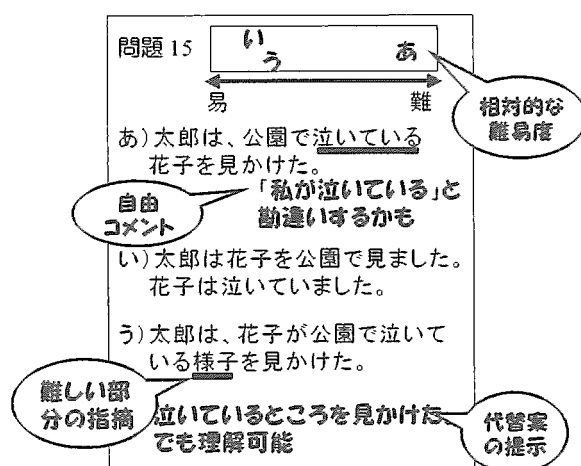 問題 15
い
う
あ
易
難
相対的な
難易度
あ)太郎は、公園で泣いている
花子を見かけた。
「私が泣いている」と
勘違いするかも
自由
コメント
い)太郎は花子を公園で見ました。
花子は泣いていました。
う)太郎は、花子が公園で泣いて
いる様子を見かけた。
難しい部
分の指摘
泣いているところを見かけた
でも理解可能
代替案
の提示